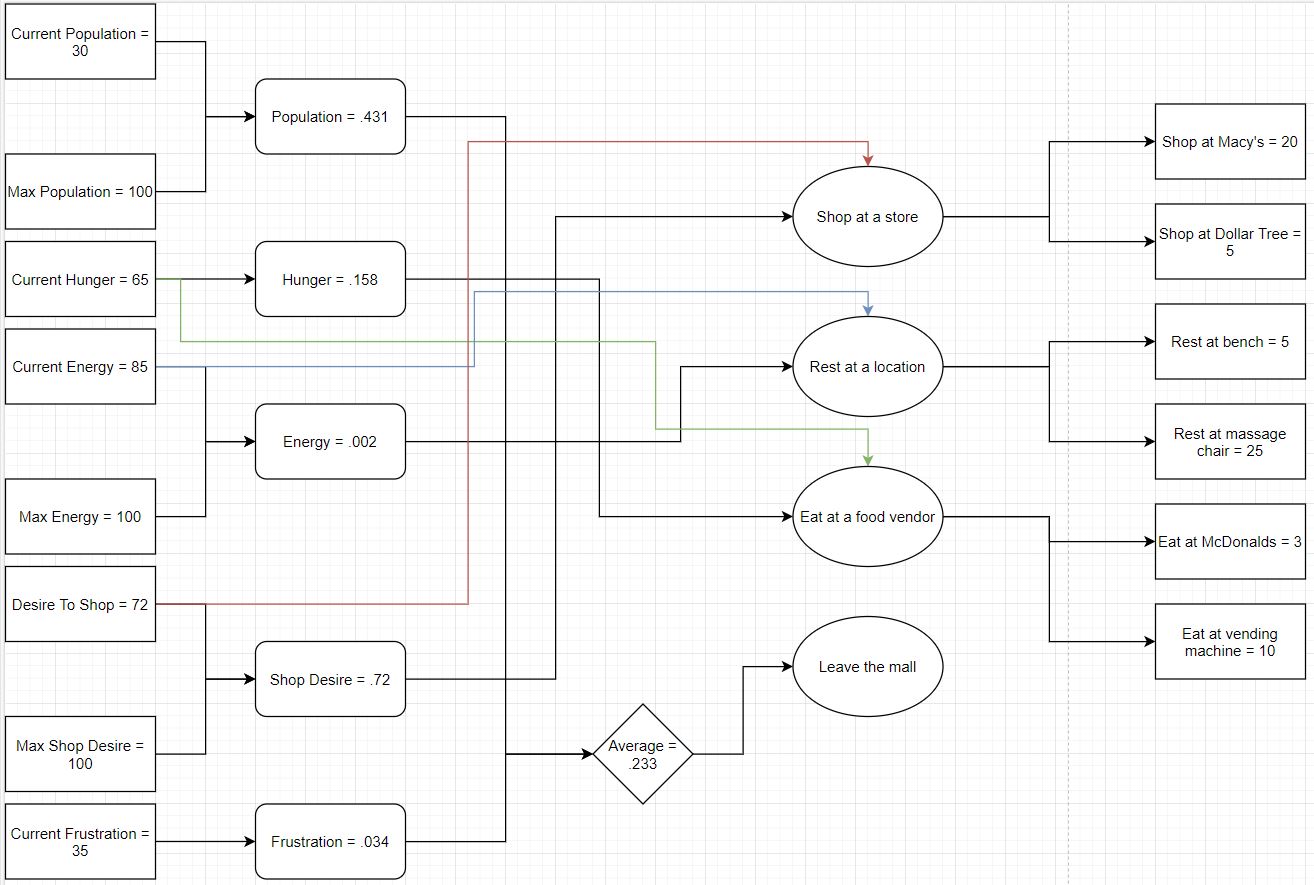 Current Population =
30
Population = .431
Max Population = 100
Current Hunger = 65
Hunger = .158
Current Energy = 85
Energy = .002
Max Energy = 100
Desire To Shop = 72
Shop Desire = .72
Max Shop Desire =
100
Current Frustration =
35
Frustration = .034
Average =
.233
Shop at a store
Rest at a location
Eat at a food vendor
Leave the mall
Shop at Macy's = 20
Shop at Dollar Tree =
5
Rest at bench = 5
Rest at massage
chair = 25
Eat at McDonalds = 3
Eat at vending
machine = 10